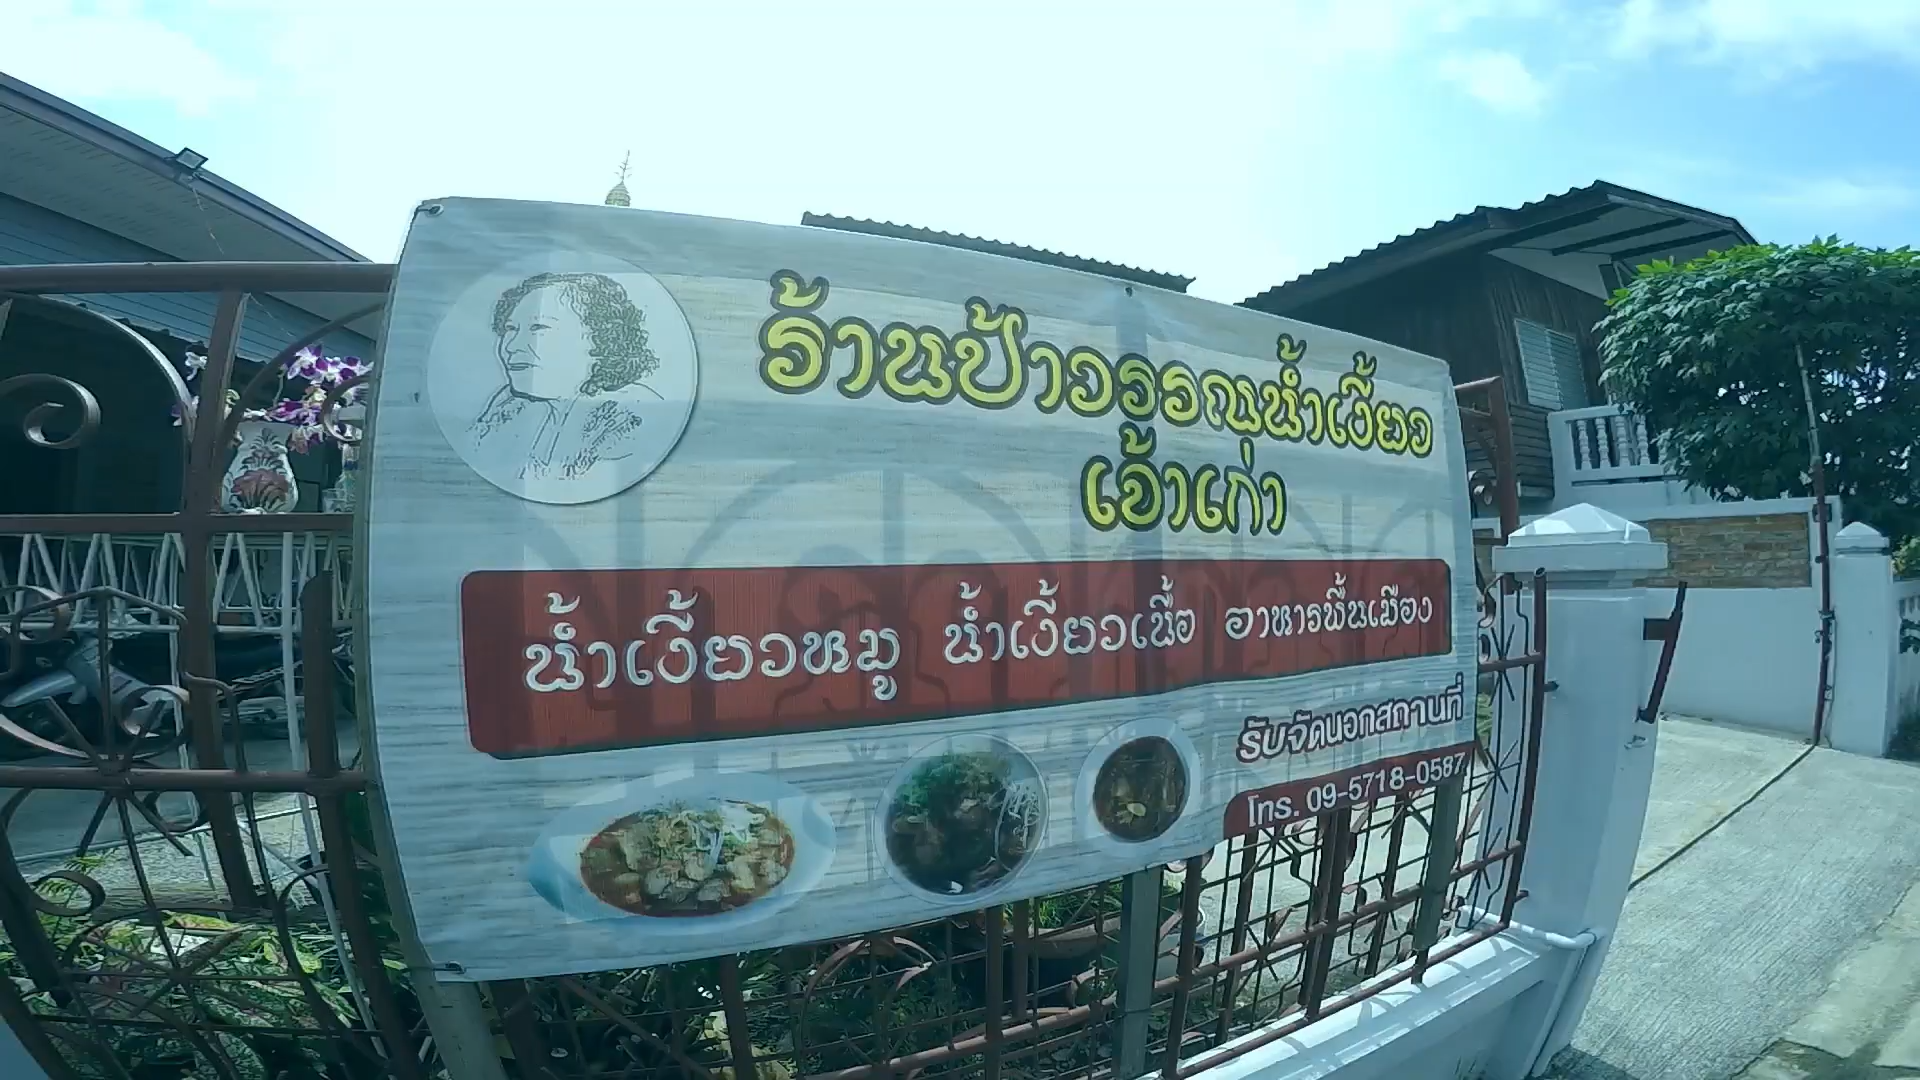 ร้านป้าวรรณน้ำเงี้ยว
เจ้าเก่า
น้ำเงี้ยวหมู น้ำเงี้ยวเนื้อ อาหารพื้นเมือง
รับจัดนอกสถานที่
โทร. 09-5718-0587